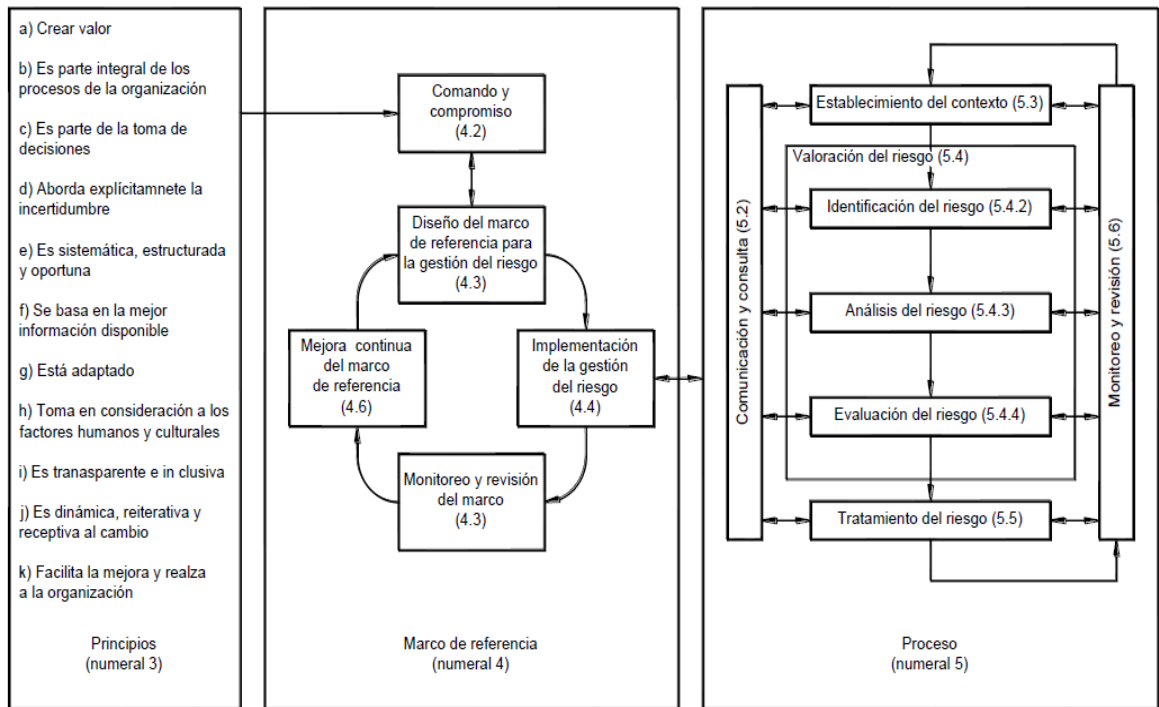 a) Crear valor
b) Es parte integral de los
procesos de la organización
c) Es parte de la toma de
decisiones
d) Aborda explícitamnete la
incertidumbre
e) Es sistemática, estructurada
y oportuna
f) Se basa en la mejor
información disponible
g) Está adaptado
h) Toma en consideración a los
factores humanos y culturales
i) Es tranasparente e in clusiva
j) Es dinámica, reiterativa y
receptiva al cambio
k) Facilita la mejora y realza
a la organización
Principios
(numeral 3)
Comando y
compromiso
(4.2)
Diseño del marco
de referencia para
la gestión del riesgo
(4.3)
Mejora continua
del marco
de referencia
(4.6)
Implementación
de la gestión
del riesgo
(4.4)
Monitoreo y revisión
del marco
(4.3)
Marco de referencia
(numeral 4)
Comunicación y consulta (5.2)
Establecimiento del contexto (5.3)
Valoración del riesgo (5.4)
Identificación del riesgo (5.4.2)
Análisis del riesgo (5.4.3)
Evaluación del riesgo (5.4.4)
Tratamiento del riesgo (5.5)
Monitoreo y revisión (5.6)
Proceso
(numeral 5)